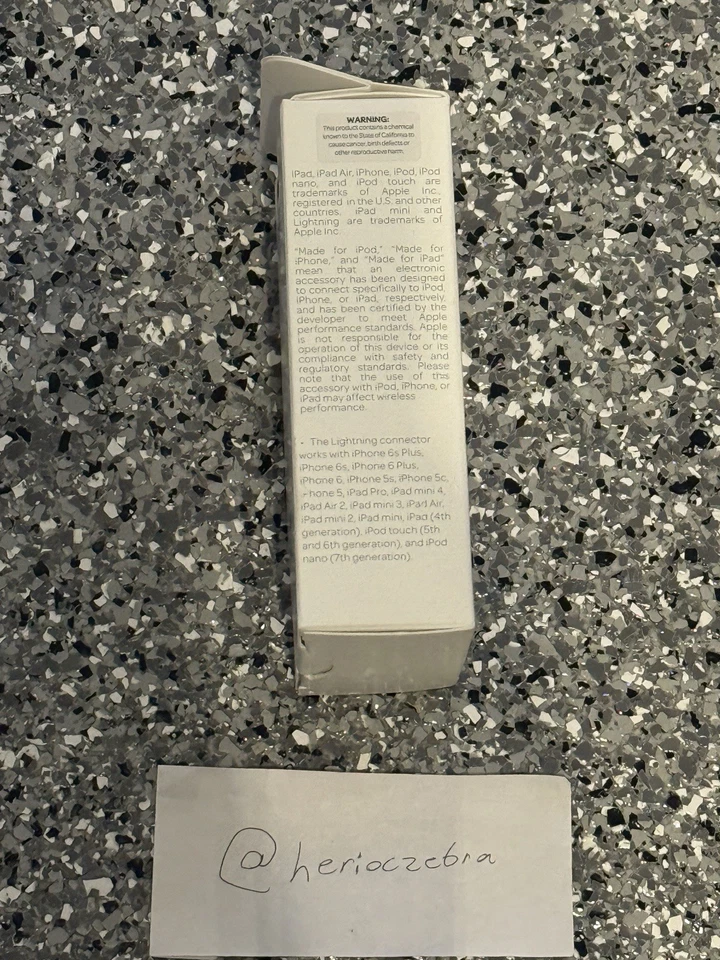 WARNING:
This product contains a chemical
known to the State of California to
cause cancer, birth defects or
other reproductive harm.
iPad, iPad Air, iPhone, iPod, iPod
nano, and iPod touch are
trademarks of Apple Inc.,
registered in the U.S. and other
countries. iPad mini and
Lightning are trademarks of
Apple Inc.
"Made for iPod," "Made for
iPhone," and "Made for iPad"
mean that an electronic
accessory has been designed
to connect specifically to iPod,
iPhone, or iPad, respectively,
and has been certified by the
developer to meet Apple
performance standards. Apple
is not responsible for the
operation of this device or its
compliance with safety and
regulatory standards. Please
note that the use of this
accessory with iPod, iPhone, or
iPad may affect wireless
performance.
• The Lightning connector
works with iPhone 6s Plus,
iPhone 6s, iPhone 6 Plus,
iPhone 6, iPhone 5s, iPhone 5c,
iPhone 5, iPad Pro, iPad mini 4,
iPad Air 2, iPad mini 3, iPad Air,
iPad mini 2, iPad mini, iPad (4th
generation), iPod touch (5th
and 6th generation), and iPod
nano (7th generation).
@herioczebra